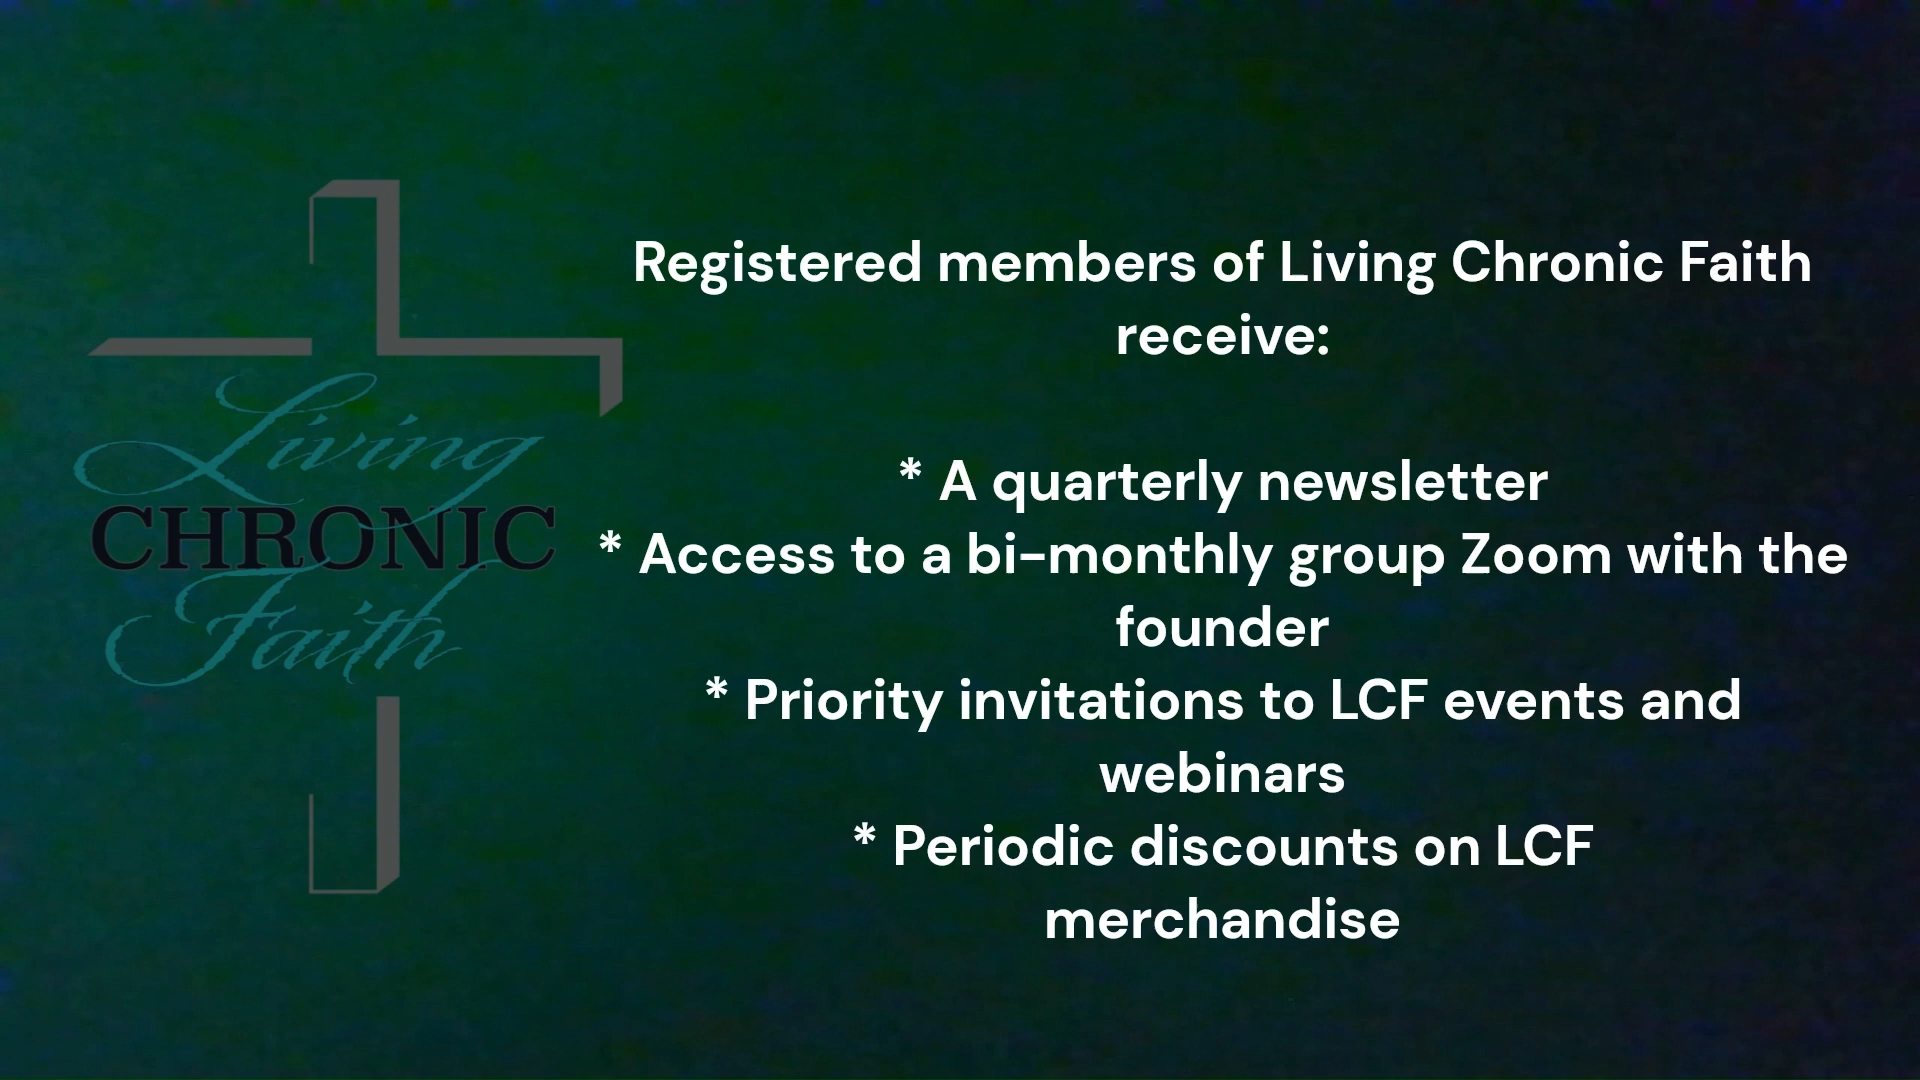 Living
CHRONIC
Faith
Registered members of Living Chronic Faith
receive:
* A quarterly newsletter
* Access to a bi-monthly group Zoom with the
founder
* Priority invitations to LCF events and
webinars
* Periodic discounts on LCF
merchandise